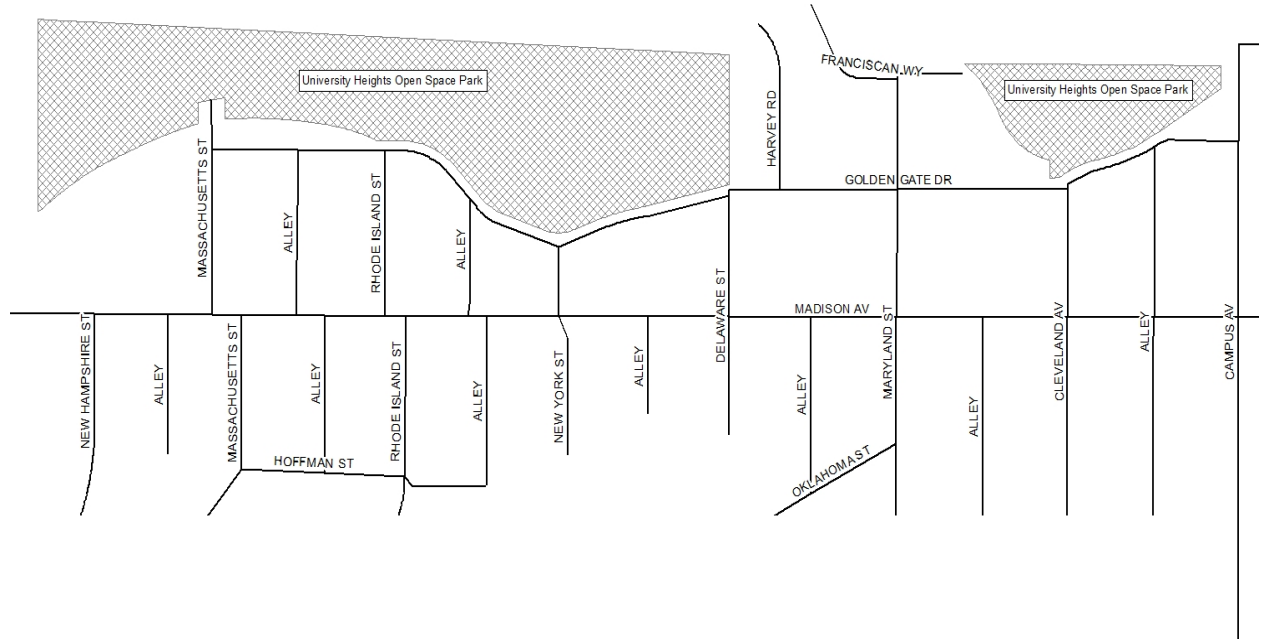 FRANCISCAN WY
University Heights Open Space Park
University Heights Open Space Park
HARVEY RD
MASSACHUSETTS ST
RHODE ISLAND ST
GOLDEN GATE DR
ALLEY
ALLEY
MADISON AV
DELAWARE ST
NEW HAMPSHIRE ST
ALLEY
MASSACHUSETTS ST
ALLEY
RHODE ISLAND ST
ALLEY
NEW YORK ST
ALLEY
ALLEY
MARYLAND ST
ALLEY
CLEVELAND AV
ALLEY
CAMPUS AV
HOFFMAN ST
OKLAHOMA ST